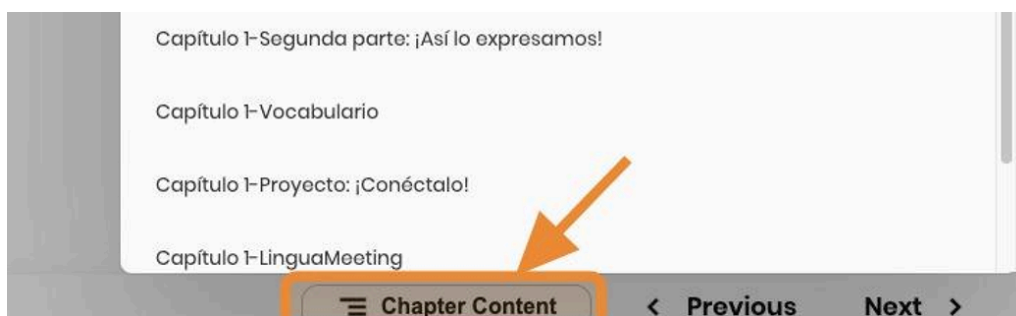 Capítulo 1-Segunda parte: ¡Así lo expresamos!
Capítulo 1-Vocabulario
Capítulo 1-Proyecto: ¡Conéctalo!
Capítulo 1-LinguaMeeting
Chapter Content < Previous Next >